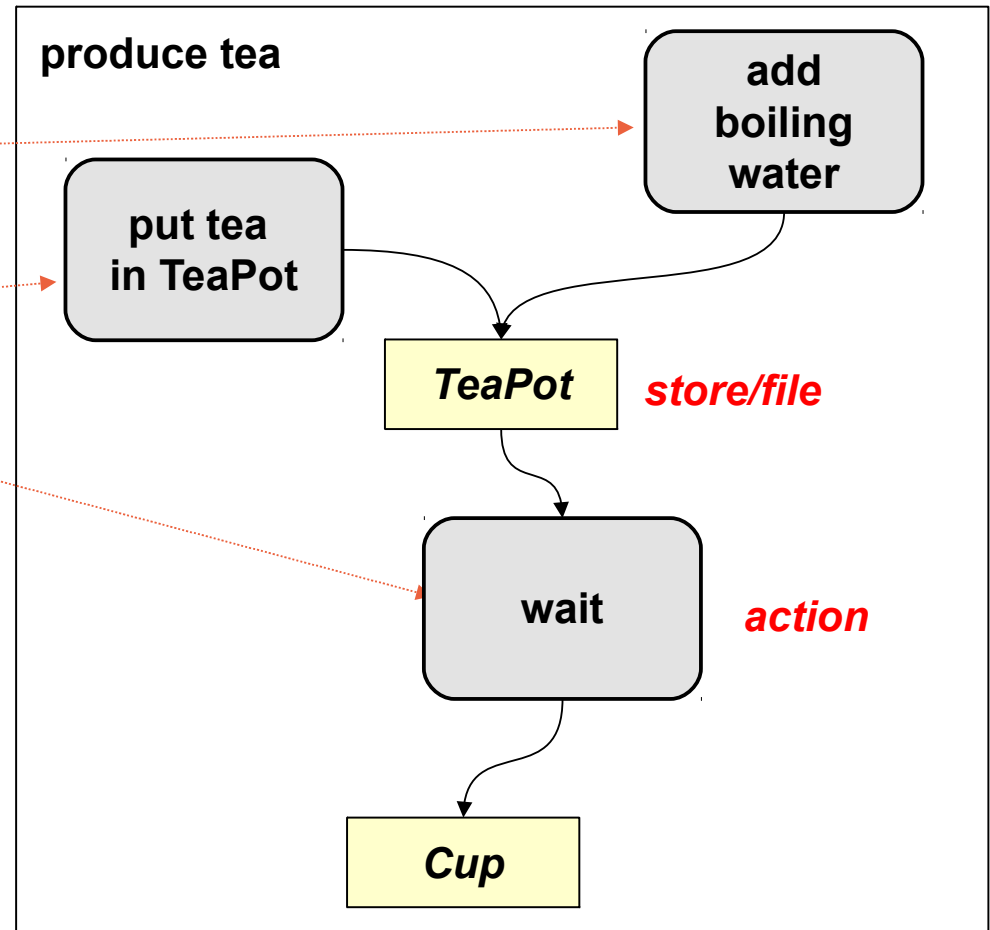 produce tea
add
boiling
water
put tea
in TeaPot
TeaPot
store/file
wait
action
Cup